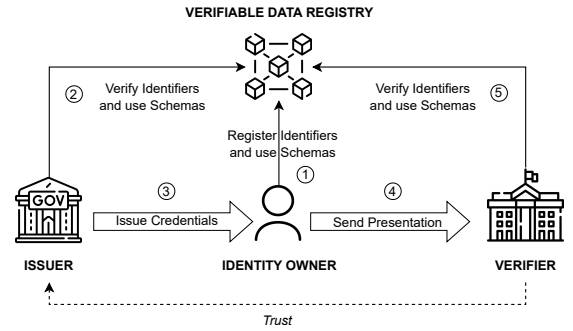 VERIFIABLE DATA REGISTRY
2
Verify Identifiers
and use Schemas
Verify Identifiers
and use Schemas
5
Register Identifiers
and use Schemas
1
3
4
GOV
Issue Credentials
Send Presentation
ISSUER
IDENTITY OWNER
VERIFIER
Trust